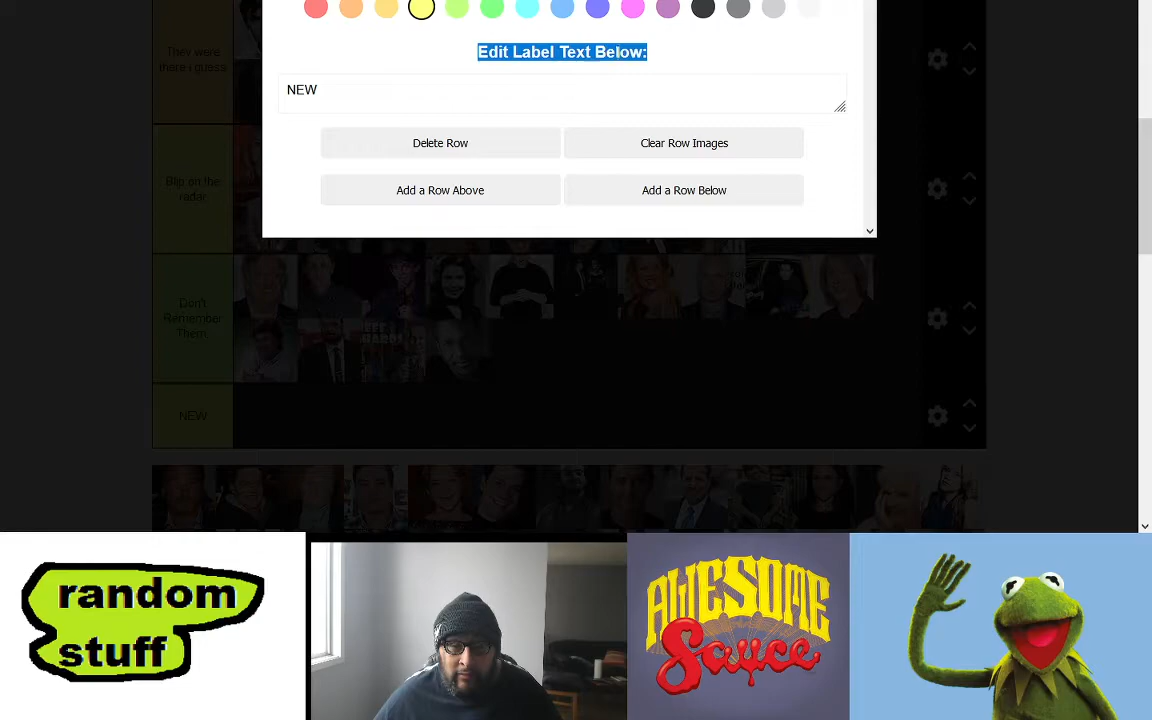 They were
there i guess
Edit Label Text Below:
NEW
Delete Row
Clear Row Images
Add a Row Above
Add a Row Below
Blip on the
radar
Don't
Remember
Them
NEW
random
stuff
AWESOME
Sauce